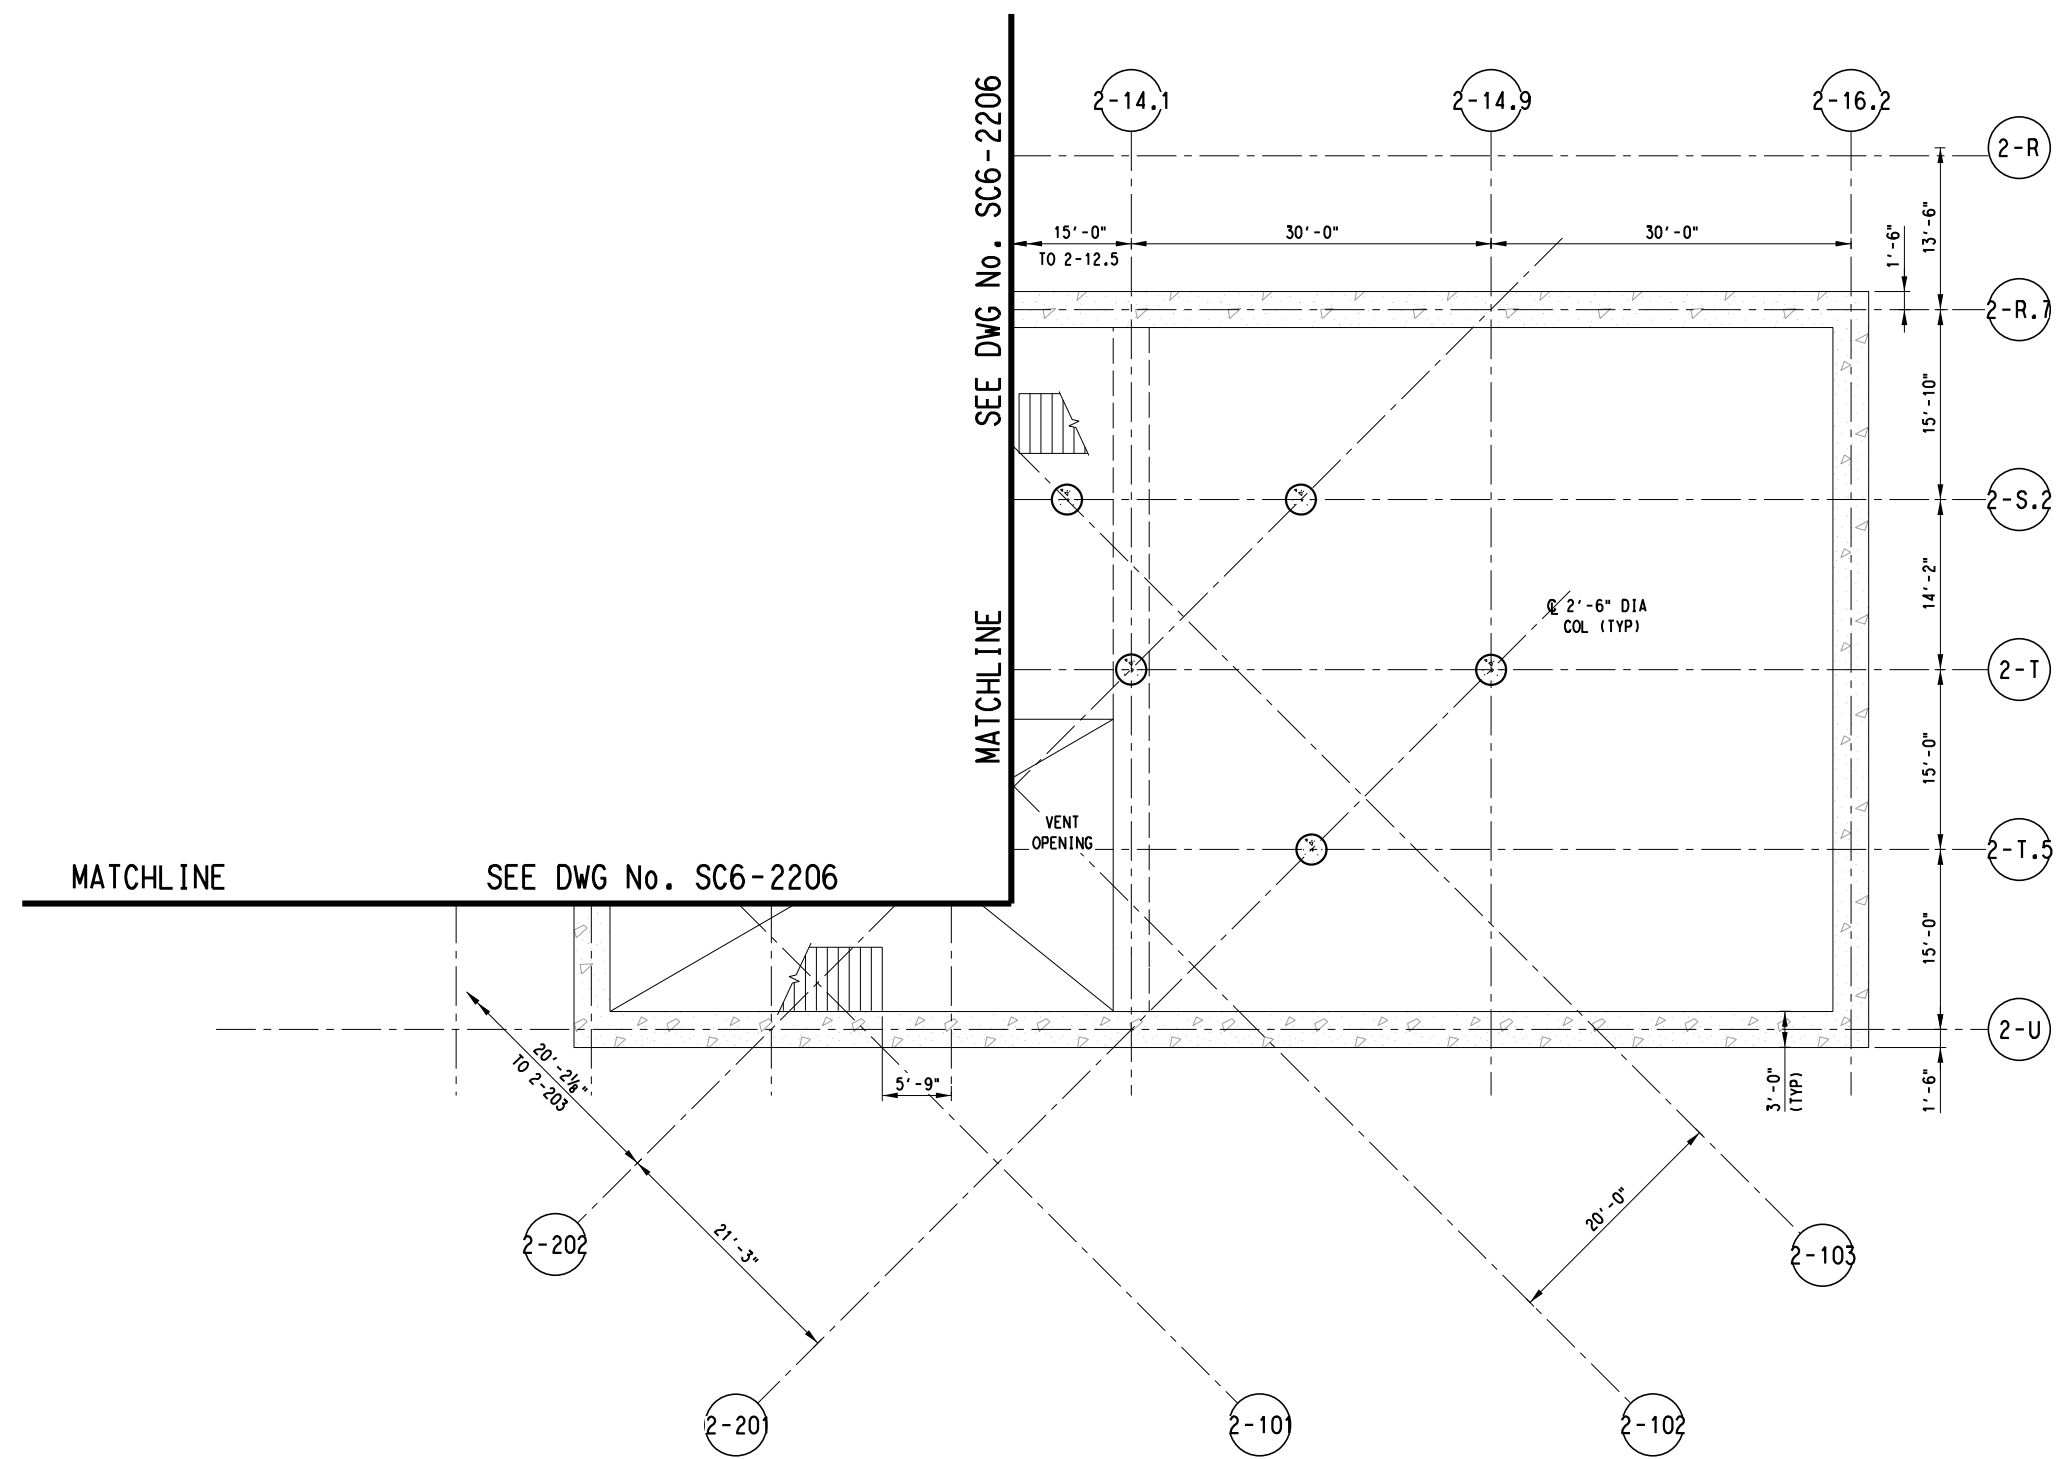 2-14.1
2-14.9
2-16.2
2-R
SEE DWG No. SC6-2206
MATCHLINE
15'-0"
TO 2-12.5
30'-0"
30'-0"
1'-6"
13'-6"
2-R.7
15'-10"
2-S.2
14'-2"
℄ 2'-6" DIA
COL (TYP)
2-T
15'-0"
VENT
OPENING
2-T.5
MATCHLINE
SEE DWG No. SC6-2206
15'-0"
2-U
20'-2⅛"
TO 2-203
5'-9"
3'-0"
(TYP)
1'-6"
2-202
21'-3"
20'-0"
2-103
2-201
2-101
2-102